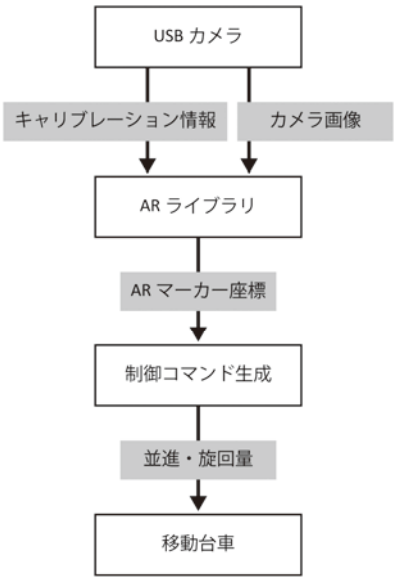 USB カメラ
キャリブレーション情報
カメラ画像
AR ライブラリ
AR マーカー座標
制御コマンド生成
並進・旋回量
移動台車